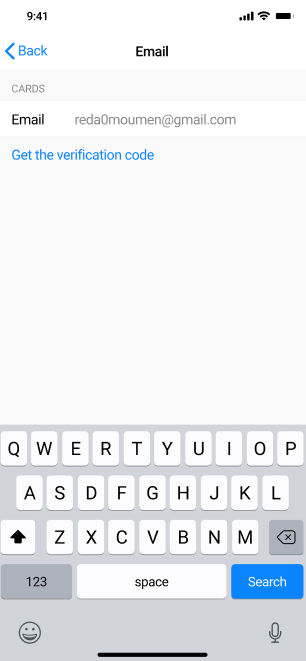 9:41
Back
Email
CARDS
Email reda0moumen@gmail.com
Get the verification code
Q W E R T Y U I O P
A S D F G H J K L
Z X C V B N M
123 space Search